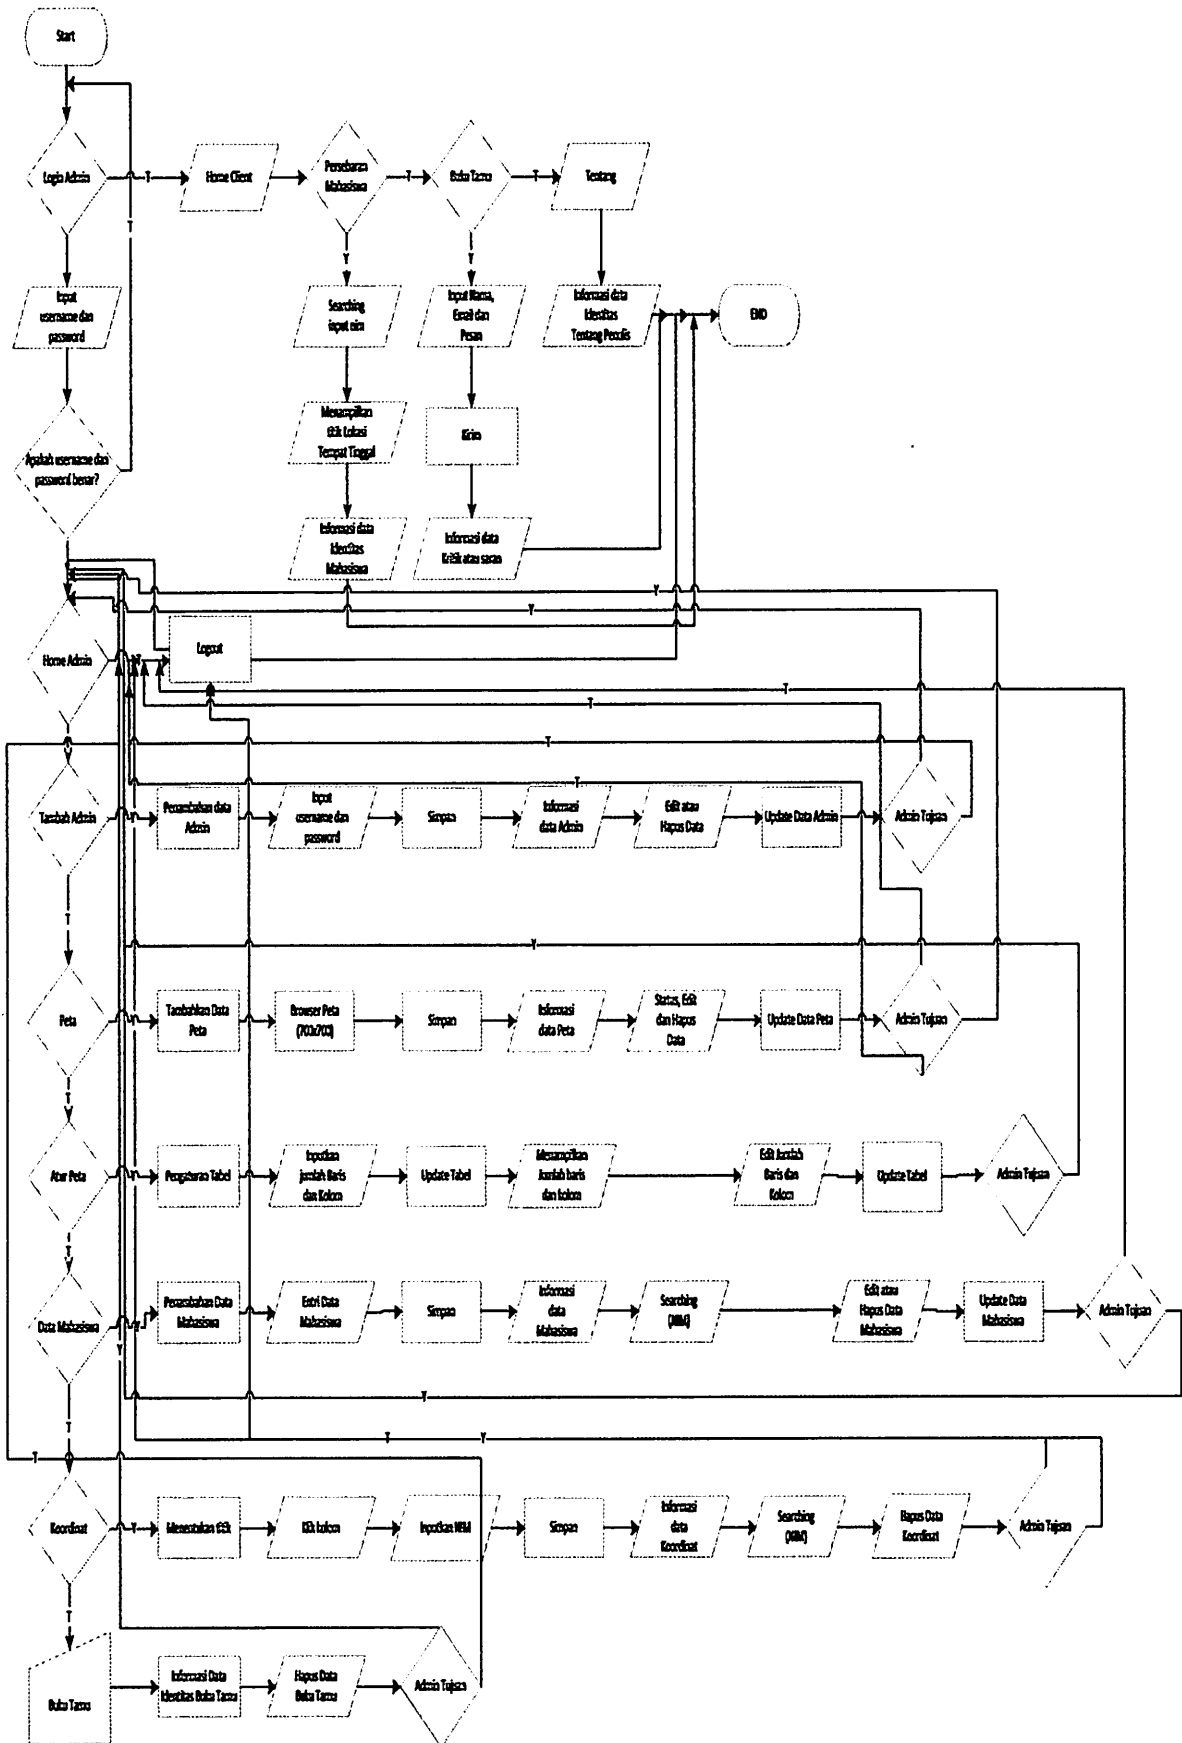 Start
Login Admin
T
Home Client
Persebaran
Mahasiswa
T
Buku Tamu
T
Tentang
T
Y
Y
Input
username dan
password
Searching
input nim
Input Nama,
Email dan
Pesan
Informasi data
Identitas
Tentang Penulis
END
Apakah username dan
password benar?
Menampilkan
titik Lokasi
Tempat Tinggal
Kirim
Informasi data
Identitas
Mahasiswa
Informasi data
Kritik atau saran
Y
Y
Home Admin
Logout
T
T
T
T
Tambah Admin
Penambahan data
Admin
Input
username dan
password
Simpan
Informasi
data Admin
Edit atau
Hapus Data
Update Data Admin
Admin Tujuan
T
Y
Peta
Tambahkan Data
Peta
Browser Peta
(700x700)
Simpan
Informasi
data Peta
Status, Edit
dan Hapus
Data
Update Data Peta
Admin Tujuan
Atur Peta
Pengaturan Tabel
Inputkan
jumlah Baris
dan Kolom
Update Tabel
Menampilkan
Jumlah baris
dan kolom
Edit Jumlah
Baris dan
Kolom
Update Tabel
Admin Tujuan
Data Mahasiswa
Penambahan Data
Mahasiswa
Entri Data
Mahasiswa
Simpan
Informasi
data
Mahasiswa
Searching
(NIM)
Edit atau
Hapus Data
Mahasiswa
Update Data
Mahasiswa
Admin Tujuan
Y
T
T
Y
T
Koordinat
Y
Menentukan titik
Klik kolom
Inputkan NIM
Simpan
Informasi
data
Koordinat
Searching
(NIM)
Hapus Data
Koordinat
Admin Tujuan
T
Buku Tamu
Informasi Data
Identitas Buku Tamu
Hapus Data
Buku Tamu
Admin Tujuan